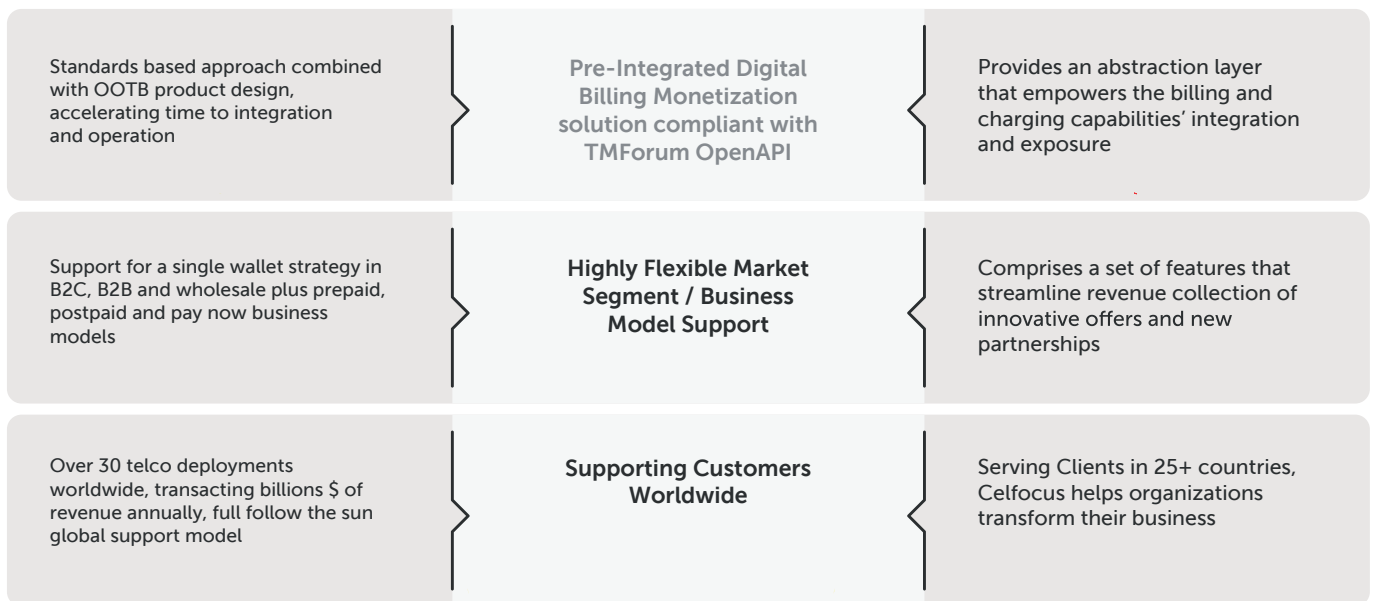 Standards based approach combined
with OOTB product design,
accelerating time to integration
and operation
Pre-Integrated Digital
Billing Monetization
solution compliant with
TMForum OpenAPI
Provides an abstraction layer
that empowers the billing and
charging capabilities’ integration
and exposure
Support for a single wallet strategy in
B2C, B2B and wholesale plus prepaid,
postpaid and pay now business
models
Highly Flexible Market
Segment / Business
Model Support
Comprises a set of features that
streamline revenue collection of
innovative offers and new
partnerships
Over 30 telco deployments
worldwide, transacting billions $ of
revenue annually, full follow the sun
global support model
Supporting Customers
Worldwide
Serving Clients in 25+ countries,
Celfocus helps organizations
transform their business